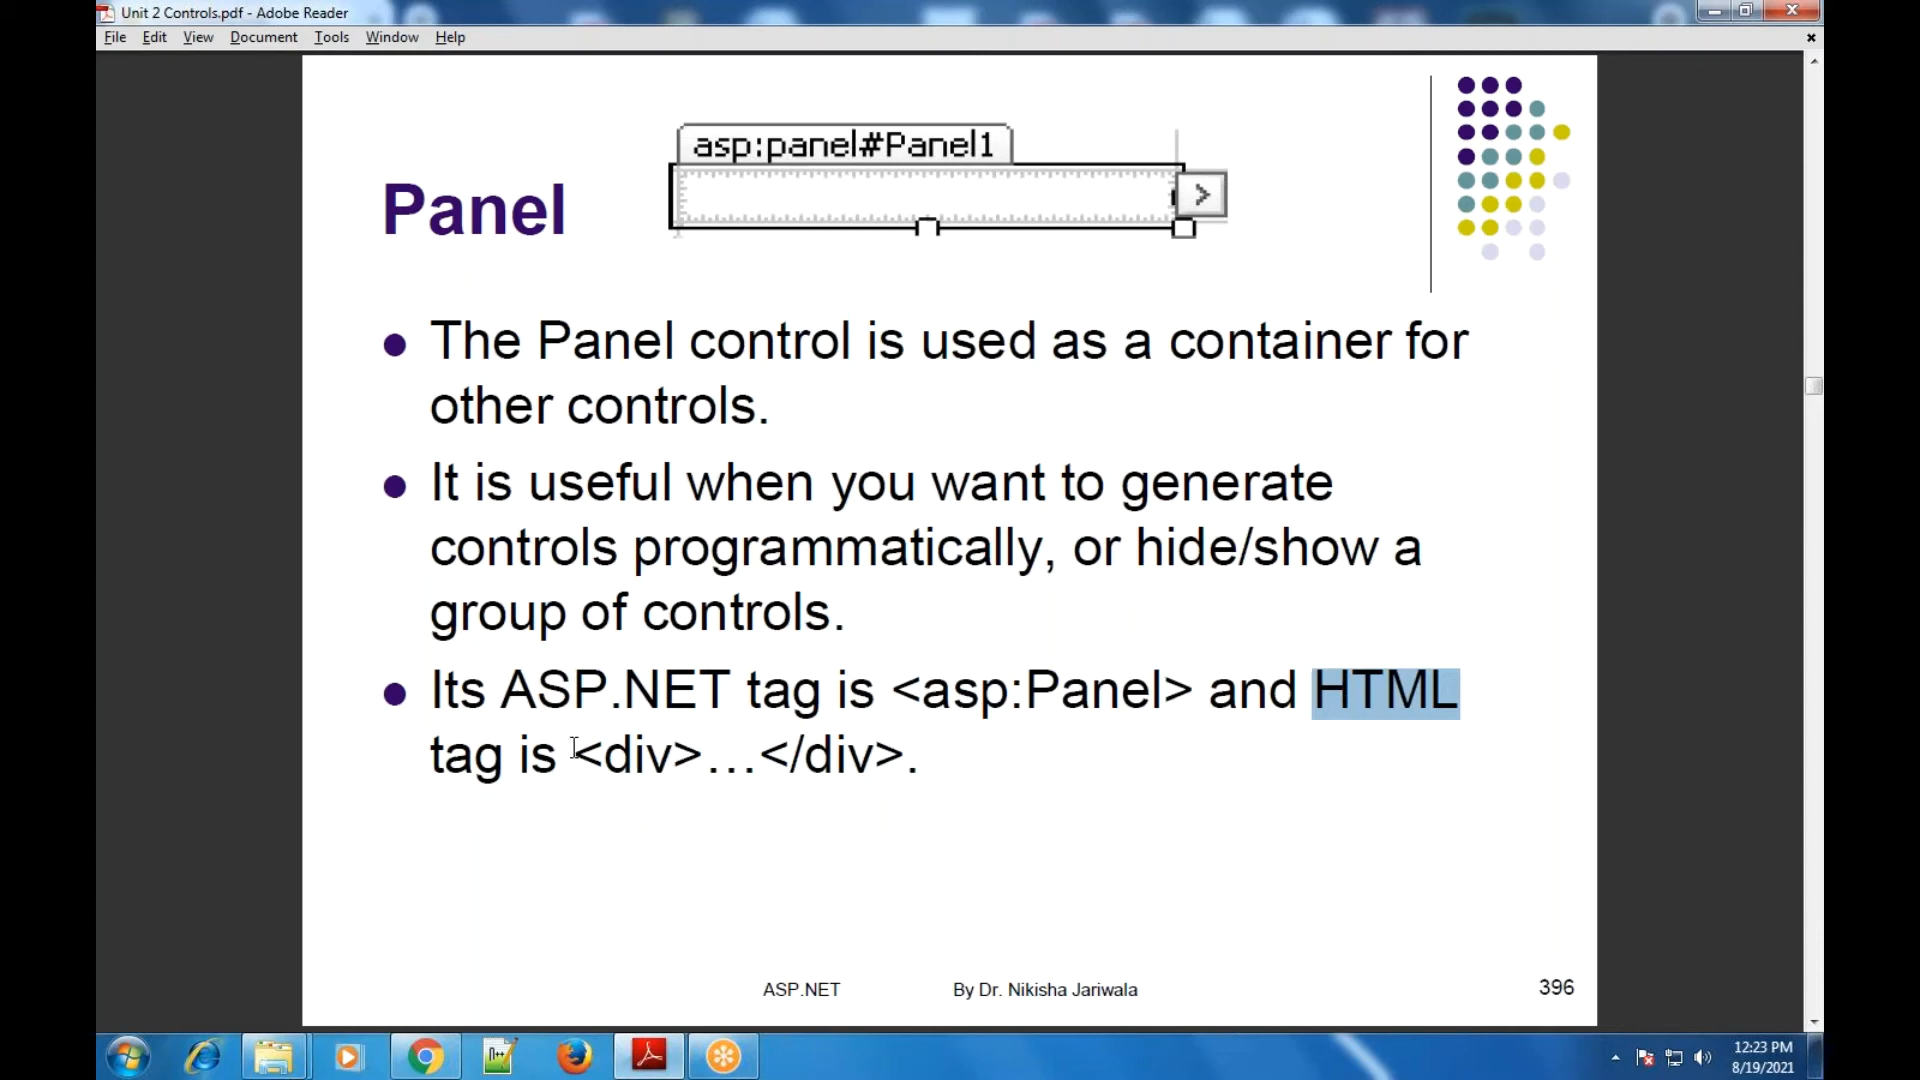 Unit 2 Controls.pdf - Adobe Reader
File Edit View Document Tools Window Help
asp:panel#Panel1
Panel
The Panel control is used as a container for
other controls.
It is useful when you want to generate
controls programmatically, or hide/show a
group of controls.
Its ASP.NET tag is <asp:Panel> and HTML
tag is <div>…</div>.
ASP.NET By Dr. Nikisha Jariwala 396
12:23 PM
8/19/2021